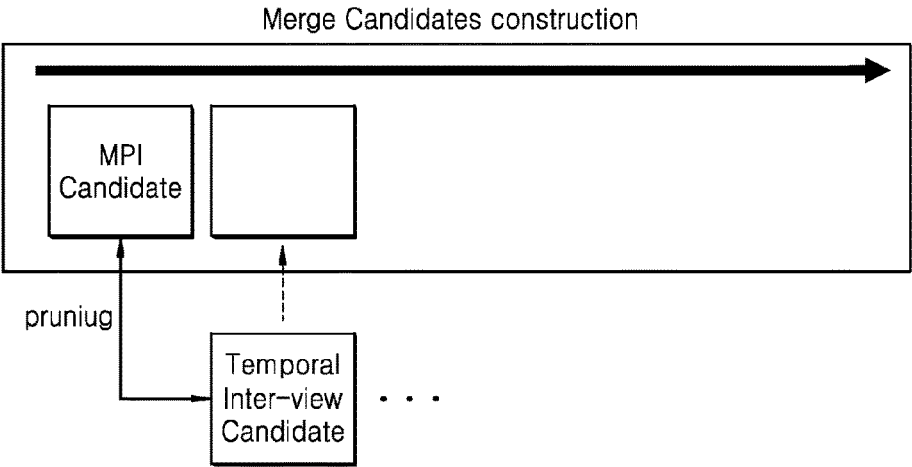 Merge Candidates construction
MPI
Candidate
pruniug
Temporal
Inter-view
Candidate
. . .